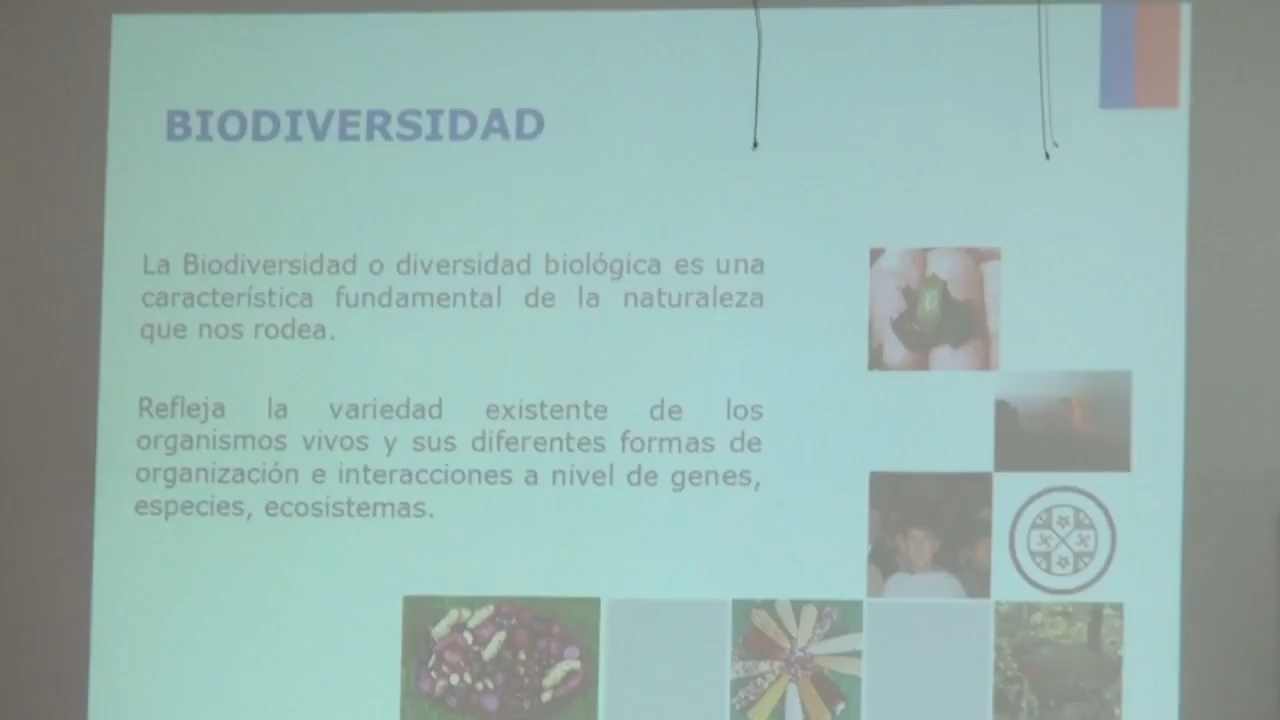 BIODIVERSIDAD
La Biodiversidad o diversidad biológica es una
característica fundamental de la naturaleza
que nos rodea.
Refleja la variedad existente de los
organismos vivos y sus diferentes formas de
organización e interacciones a nivel de genes,
especies, ecosistemas.